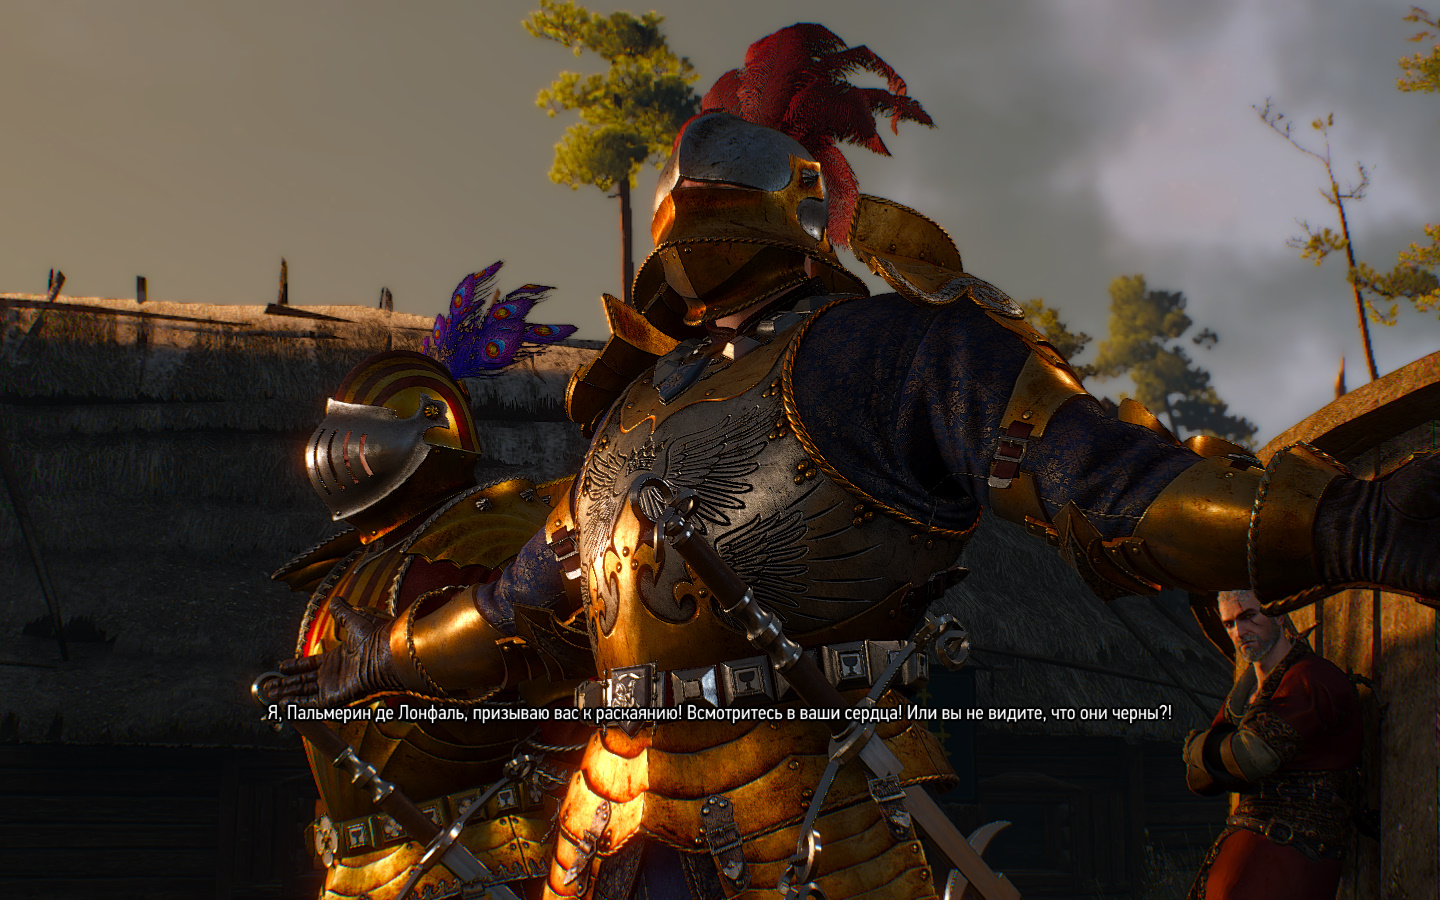 Я, Пальмерин де Лонфаль, призываю вас к раскаянию! Всмотритесь в ваши сердца! Или вы не видите, что они черны?!